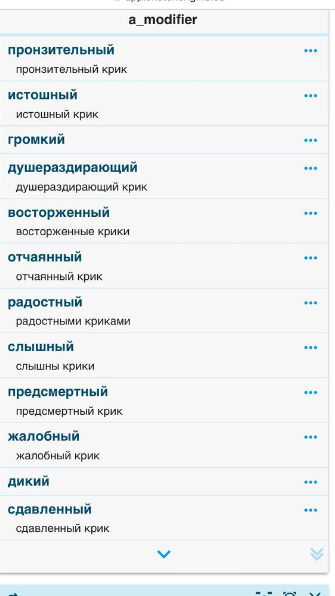 a_modifier
пронзительный
пронзительный крик
истошный
истошный крик
громкий
душераздирающий
душераздирающий крик
восторженный
восторженные крики
отчаянный
отчаянный крик
радостный
радостными криками
слышный
слышны крики
предсмертный
предсмертный крик
жалобный
жалобный крик
дикий
сдавленный
сдавленный крик